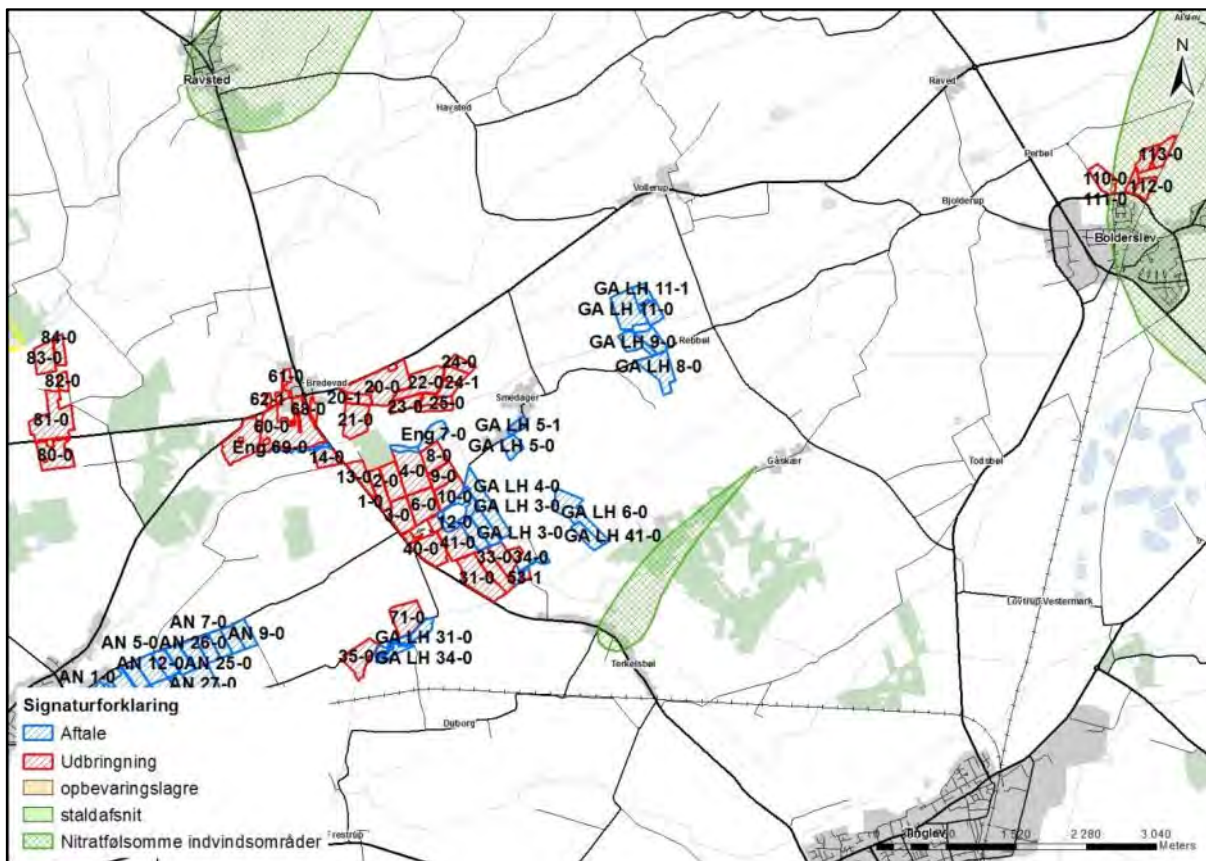 Alslev
N
Ravsted
Havsted
Raved
Perbøl
113-0
110-0
112-0
111-0
Vollerup
Bjolderup
Bolderslev
GA LH 11-1
GA LH 11-0
GA LH 9-0
Rebbøl
GA LH 8-0
84-0
83-0
82-0
81-0
80-0
61-0
Bredevad
62-1
68-0
60-0
Eng 69-0
14-0
20-1
20-0
22-0
24-0
24-1
23-0
25-0
21-0
Smedager
GA LH 5-1
GA LH 5-0
Eng 7-0
8-0
13-0
2-0
4-0
9-0
1-0
3-0
6-0
10-0
12-0
GA LH 4-0
GA LH 3-0
GA LH 3-0
GA LH 6-0
GA LH 41-0
Gåskær
Todsbøl
40-0
41-0
33-0
34-0
31-0
53-1
Lovtrup Vestermark
71-0
GA LH 31-0
35-0
GA LH 34-0
Terkelsbøl
AN 7-0
AN 5-0
AN 26-0
AN 9-0
AN 12-0
AN 25-0
AN 1-0
AN 27-0
Duborg
Signaturforklaring
Aftale
Udbringning
opbevaringslagre
staldafsnit
Nitratfølsomme indvindsområder
Frestrup
Tinglev
0 1.520 2.280 3.040
Meters